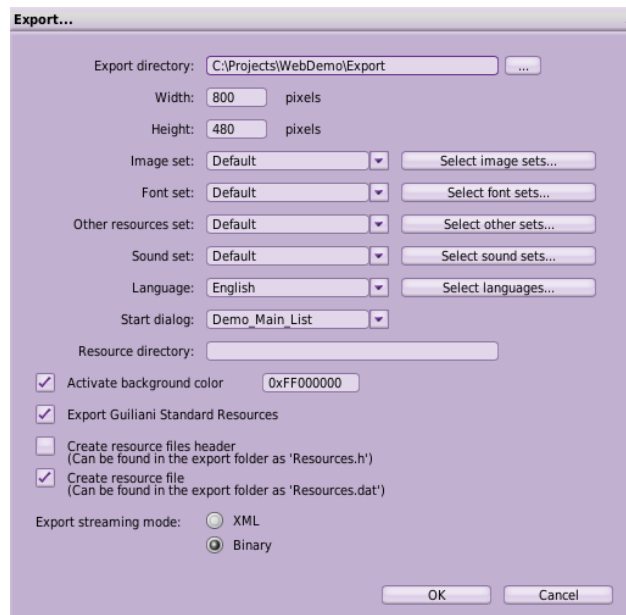 Export...
Export directory: C:\Projects\WebDemo\Export ...
Width: 800 pixels
Height: 480 pixels
Image set: Default Select image sets...
Font set: Default Select font sets...
Other resources set: Default Select other sets...
Sound set: Default Select sound sets...
Language: English Select languages...
Start dialog: Demo_Main_List
Resource directory:
Activate background color 0xFF000000
Export Guiliani Standard Resources
Create resource files header
(Can be found in the export folder as 'Resources.h')
Create resource file
(Can be found in the export folder as 'Resources.dat')
Export streaming mode: XML
Binary
OK Cancel